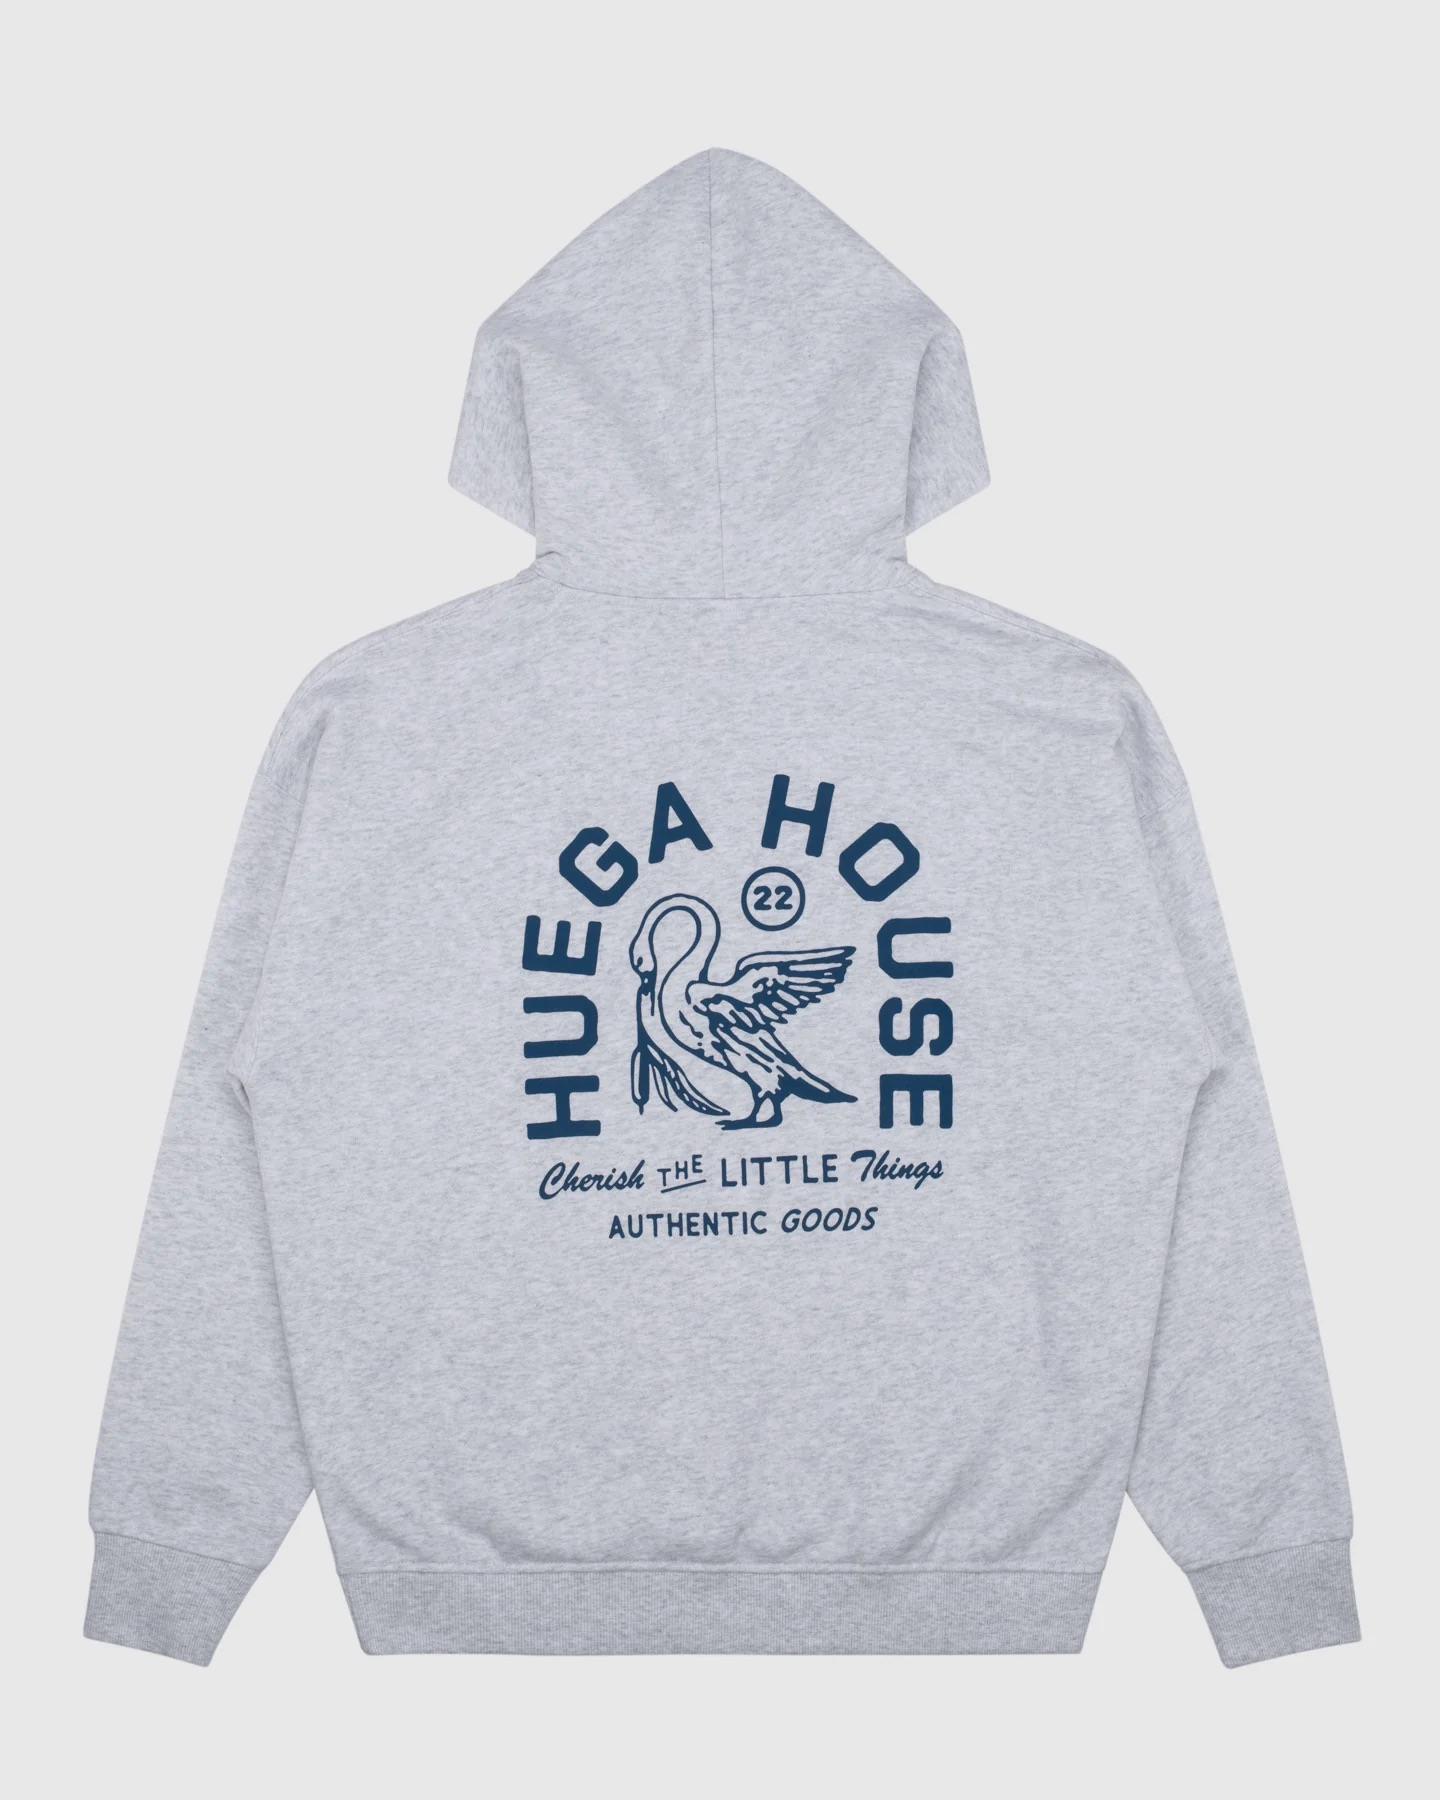 HUEGA HOUSE
22
Cherish THE LITTLE Things
AUTHENTIC GOODS